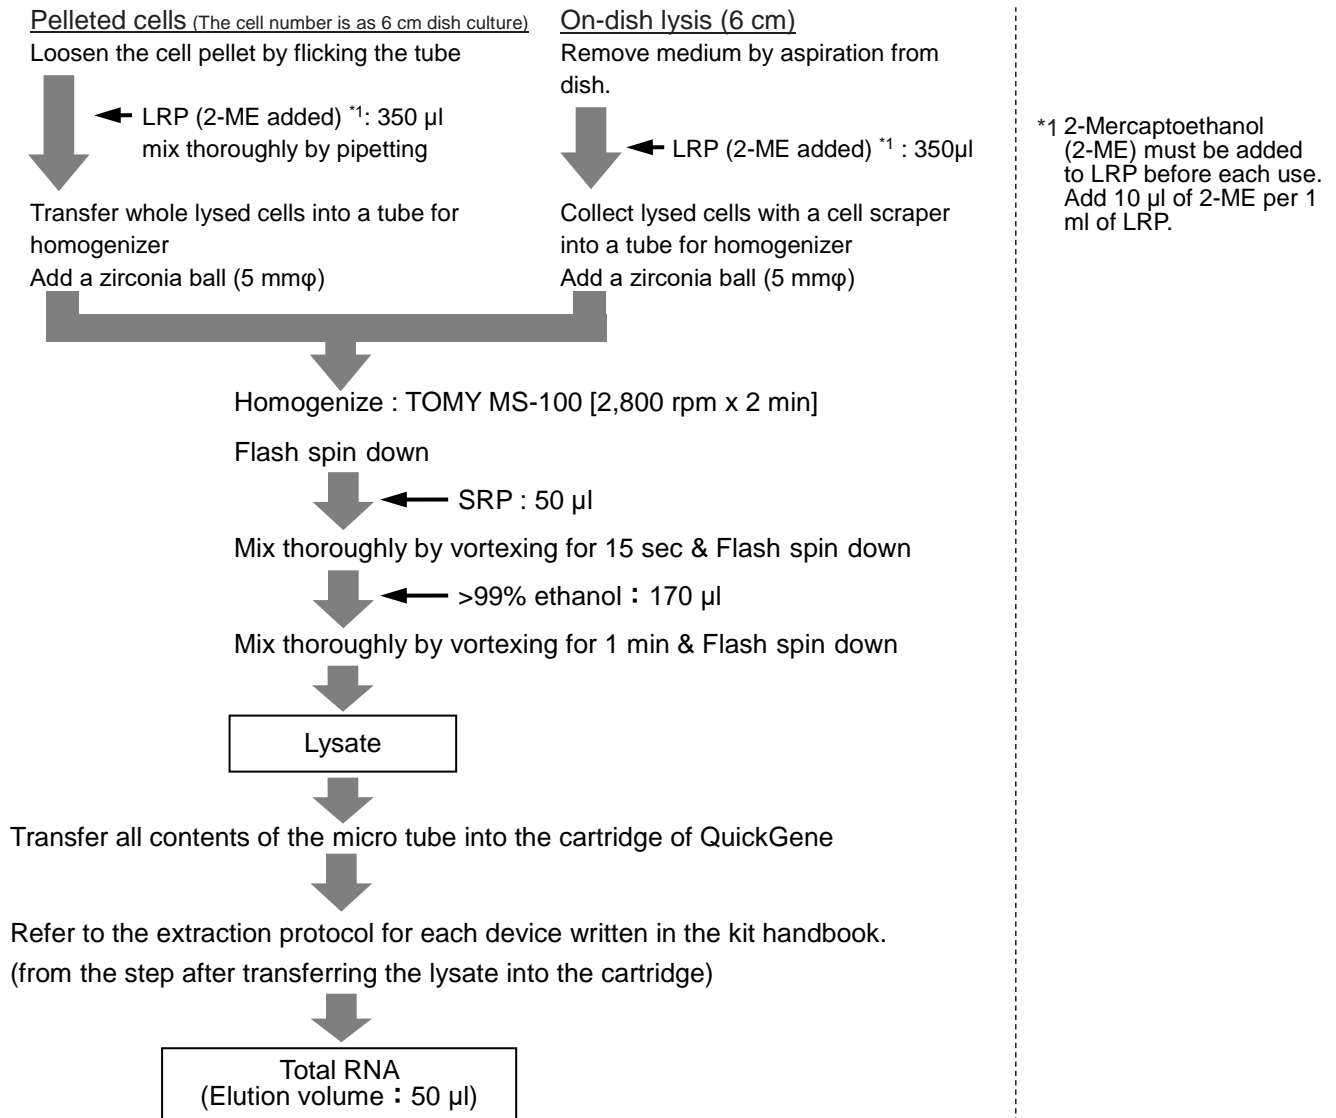 Pelleted cells (The cell number is as 6 cm dish culture)
Loosen the cell pellet by flicking the tube
LRP (2-ME added) *1: 350 µl
mix thoroughly by pipetting
Transfer whole lysed cells into a tube for
homogenizer
Add a zirconia ball (5 mmφ)
On-dish lysis (6 cm)
Remove medium by aspiration from
dish.
LRP (2-ME added) *1 : 350µl
Collect lysed cells with a cell scraper
into a tube for homogenizer
Add a zirconia ball (5 mmφ)
*1 2-Mercaptoethanol
(2-ME) must be added
to LRP before each use.
Add 10 µl of 2-ME per 1
ml of LRP.
Homogenize : TOMY MS-100 [2,800 rpm x 2 min]
Flash spin down
SRP : 50 µl
Mix thoroughly by vortexing for 15 sec & Flash spin down
>99% ethanol：170 µl
Mix thoroughly by vortexing for 1 min & Flash spin down
Lysate
Transfer all contents of the micro tube into the cartridge of QuickGene
Refer to the extraction protocol for each device written in the kit handbook.
(from the step after transferring the lysate into the cartridge)
Total RNA
(Elution volume：50 µl)